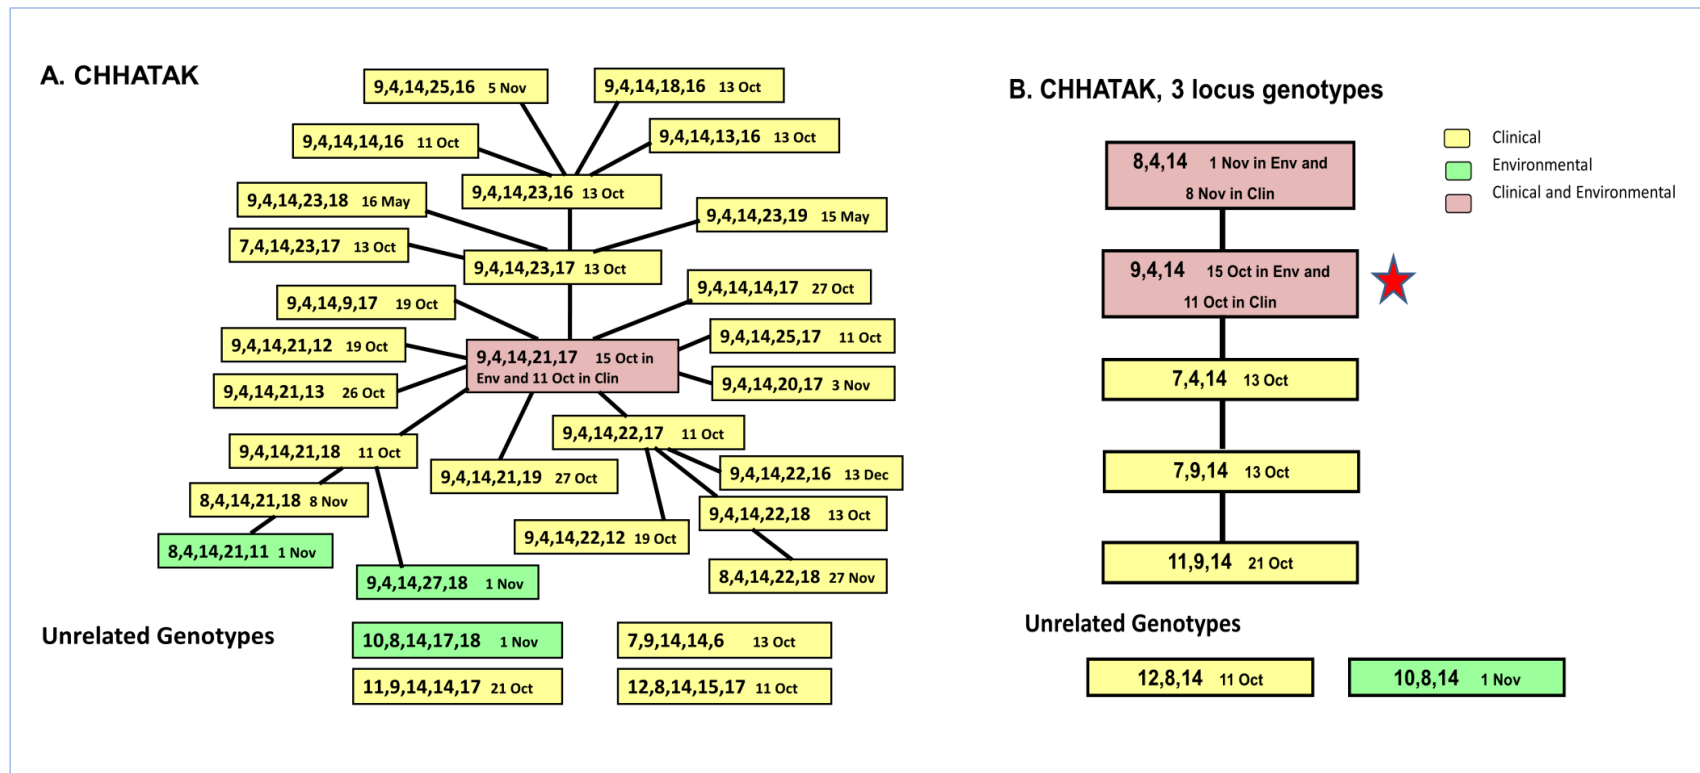 A. CHHATAK
9,4,14,25,16 5 Nov
9,4,14,18,16 13 Oct
9,4,14,14,16 11 Oct
9,4,14,13,16 13 Oct
9,4,14,23,16 13 Oct
9,4,14,23,18 16 May
9,4,14,23,19 15 May
7,4,14,23,17 13 Oct
9,4,14,23,17 13 Oct
9,4,14,9,17 19 Oct
9,4,14,14,17 27 Oct
9,4,14,21,12 19 Oct
9,4,14,25,17 11 Oct
9,4,14,21,17 15 Oct in
Env and 11 Oct in Clin
9,4,14,21,13 26 Oct
9,4,14,20,17 3 Nov
9,4,14,22,17 11 Oct
9,4,14,21,18 11 Oct
9,4,14,21,19 27 Oct
9,4,14,22,16 13 Dec
8,4,14,21,18 8 Nov
9,4,14,22,18 13 Oct
9,4,14,22,12 19 Oct
8,4,14,21,11 1 Nov
9,4,14,27,18 1 Nov
8,4,14,22,18 27 Nov
Unrelated Genotypes
10,8,14,17,18 1 Nov
7,9,14,14,6 13 Oct
11,9,14,14,17 21 Oct
12,8,14,15,17 11 Oct
B. CHHATAK, 3 locus genotypes
8,4,14 1 Nov in Env and
8 Nov in Clin
9,4,14 15 Oct in Env and
11 Oct in Clin
7,4,14 13 Oct
7,9,14 13 Oct
11,9,14 21 Oct
Unrelated Genotypes
12,8,14 11 Oct
10,8,14 1 Nov
Clinical
Environmental
Clinical and Environmental